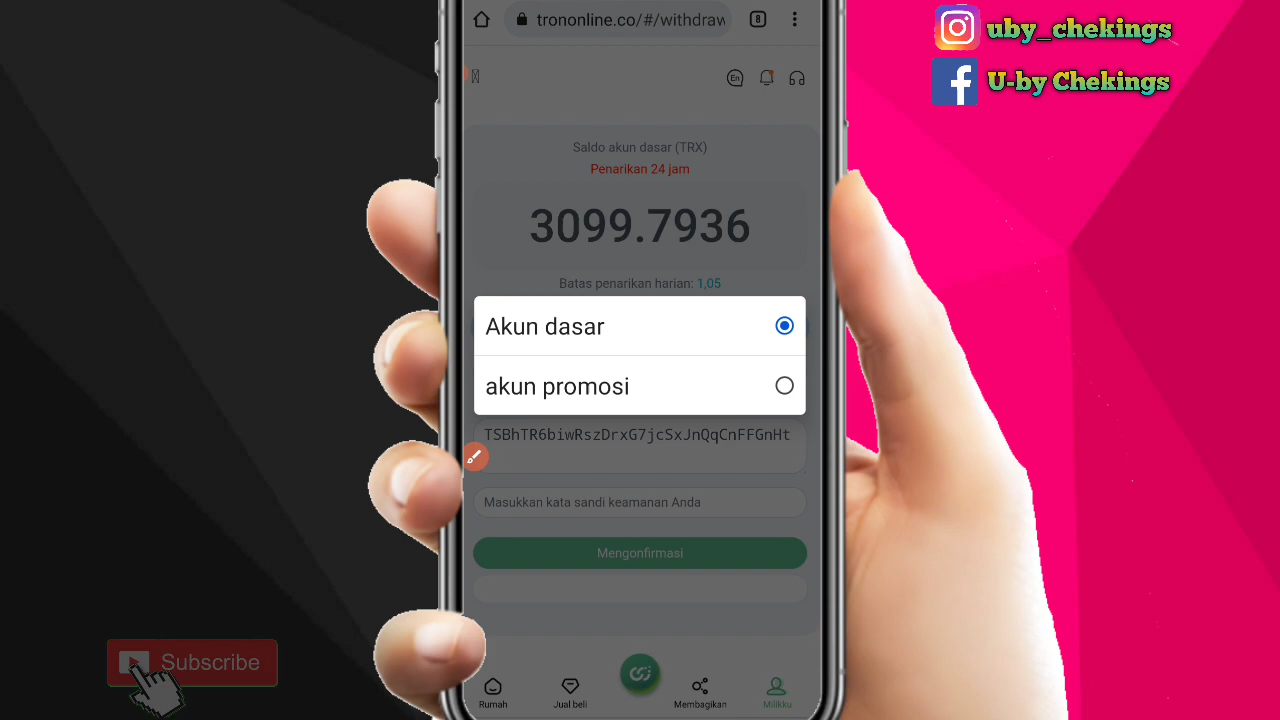 trononline.co/#/withdraw
8
uby_chekings
U-by Chekings
En
Saldo akun dasar (TRX)
Penarikan 24 jam
3099.7936
Batas penarikan harian: 1,05
Akun dasar
akun promosi
TSBhTR6biwRszDrxG7jcSxJnQqCnFFGnHt
Masukkan kata sandi keamanan Anda
Mengonfirmasi
Subscribe
Rumah
Jual beli
Membagikan
Milikku